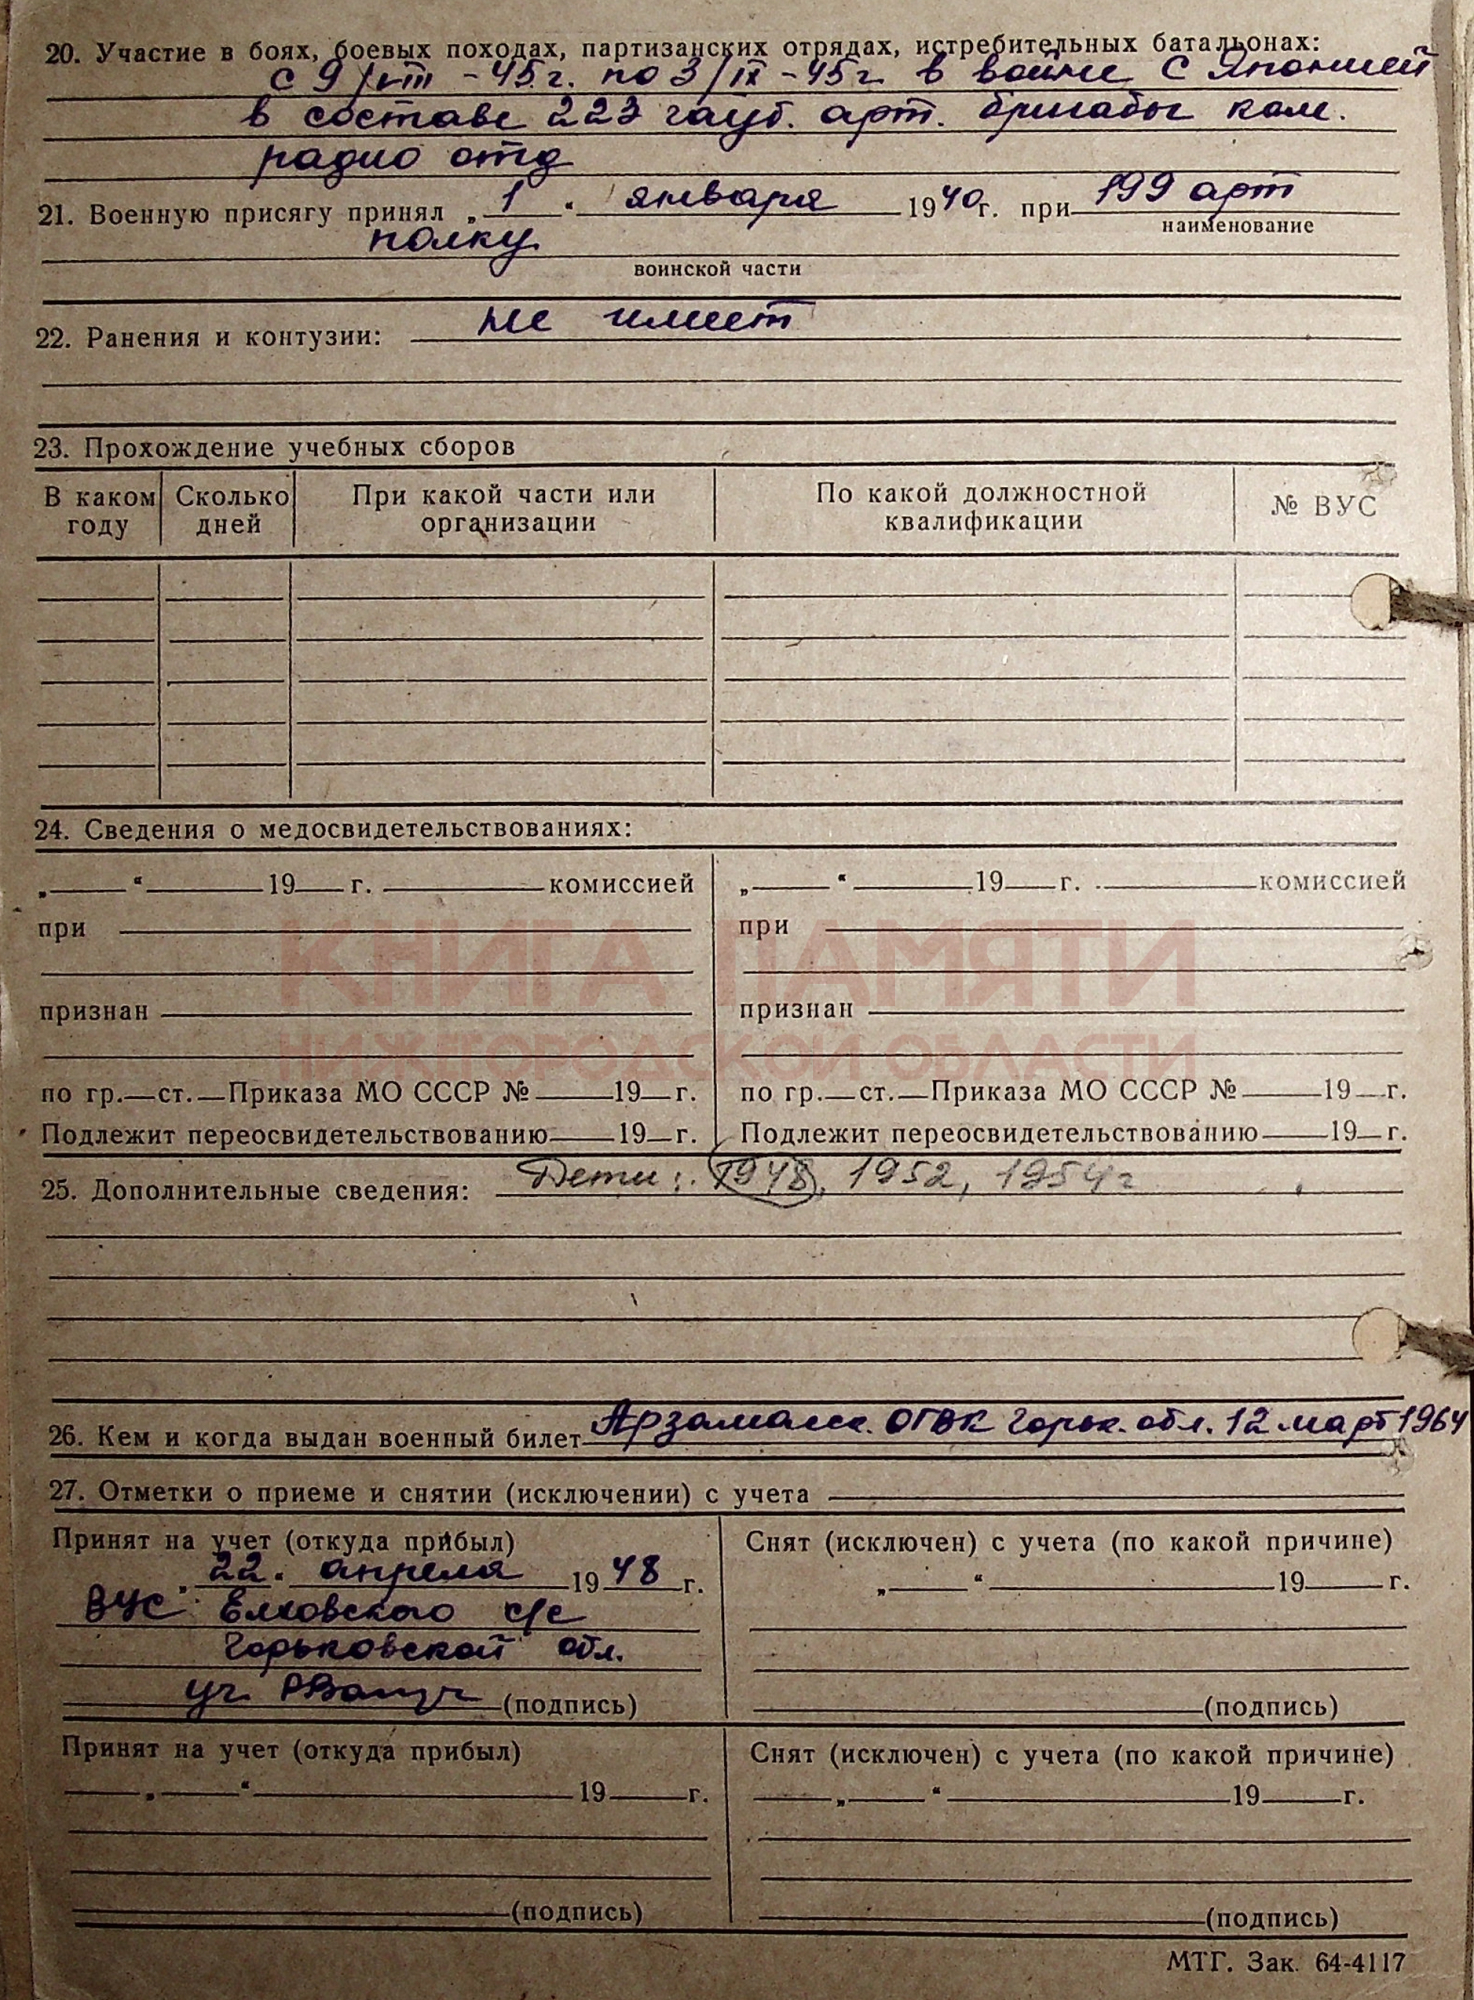 20. Участие в боях, боевых походах, партизанских отрядах, истребительных батальонах:
с 9/VIII - 45 г. по 3/IX - 45 г. в войне с Японией
в составе 223 гауб. арт. бригады ком.
радио отд
21. Военную присягу принял „ 1 “ января 1940 г. при 199 арт
наименование
полку
воинской части
22. Ранения и контузии: не имеет
23. Прохождение учебных сборов
В каком году Сколько дней При какой части или организации По какой должностной квалификации № ВУС
24. Сведения о медосвидетельствованиях:
„ “ 19 г. комиссией „ “ 19 г. комиссией
при при
КНИГА ПАМЯТИ
признан признан
НИЖЕГОРОДСКОЙ ОБЛАСТИ
по гр. ст. Приказа МО СССР № 19 г. по гр. ст. Приказа МО СССР № 19 г.
Подлежит переосвидетельствованию 19 г. Подлежит переосвидетельствованию 19 г.
25. Дополнительные сведения: Дети: 1948, 1952, 1954 г
26. Кем и когда выдан военный билет Арзамасск. ОГВК Горьк. обл. 12 март 1964
27. Отметки о приеме и снятии (исключении) с учета
Принят на учет (откуда прибыл) Снят (исключен) с учета (по какой причине)
„ 22 “ апреля 1948 г. „ “ 19 г.
ВУС Елховского с/с
Горьковской обл.
(подпись) (подпись)
Принят на учет (откуда прибыл) Снят (исключен) с учета (по какой причине)
„ “ 19 г. „ “ 19 г.
(подпись) (подпись)
МТГ. Зак. 64-4117